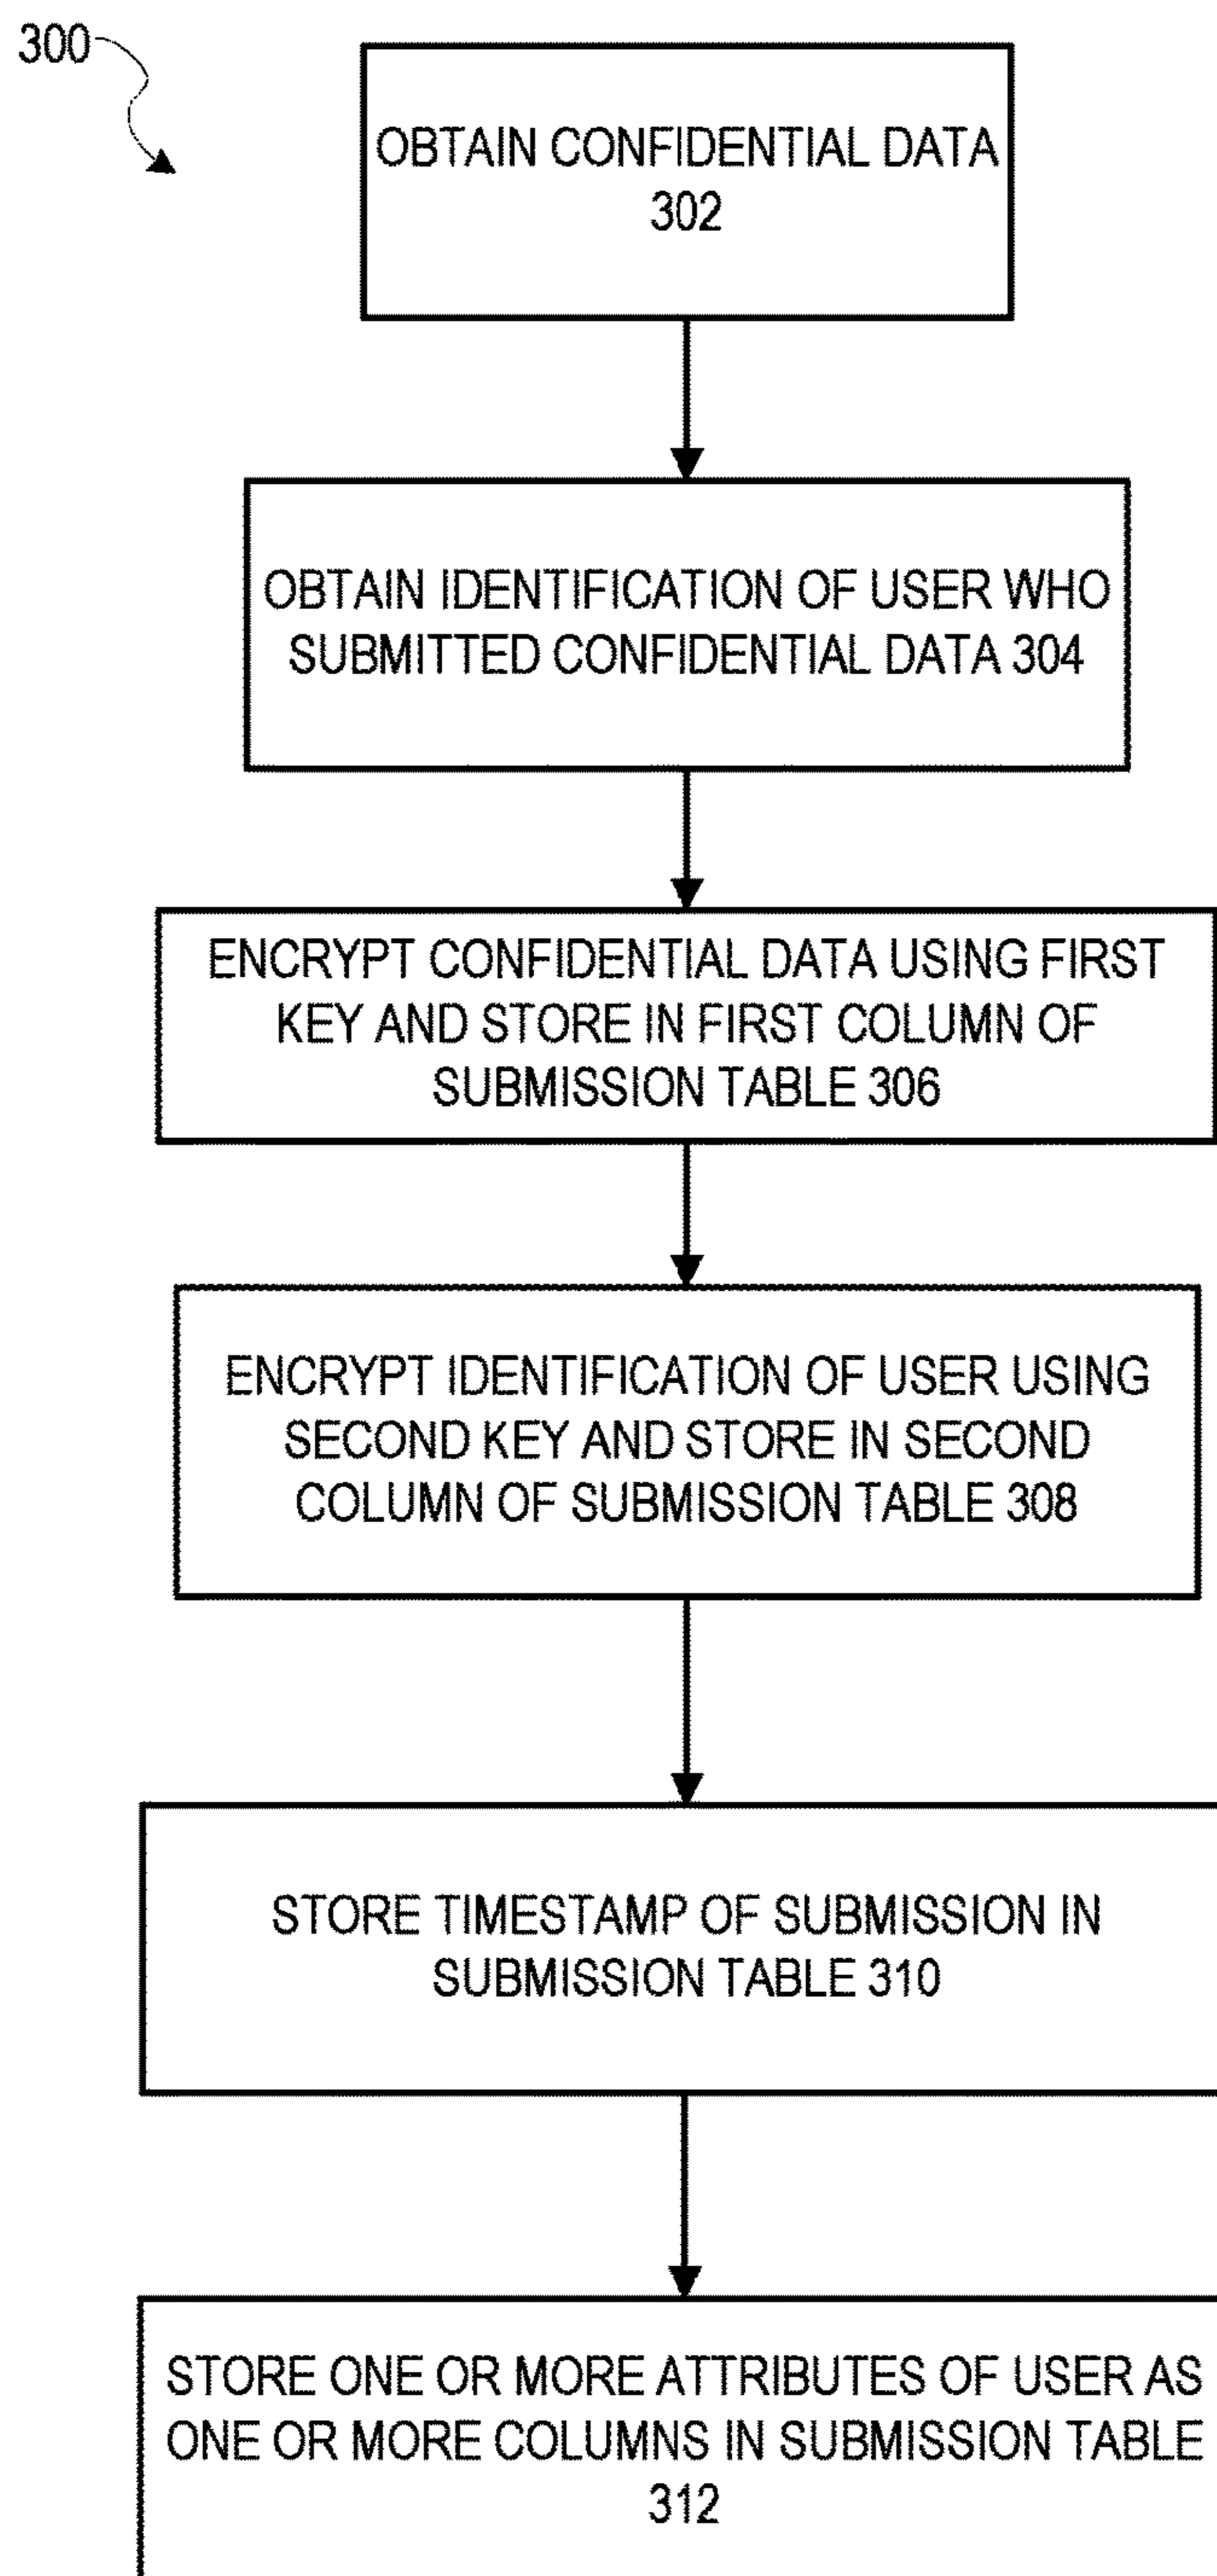 300
OBTAIN CONFIDENTIAL DATA
302
OBTAIN IDENTIFICATION OF USER WHO
SUBMITTED CONFIDENTIAL DATA 304
ENCRYPT CONFIDENTIAL DATA USING FIRST
KEY AND STORE IN FIRST COLUMN OF
SUBMISSION TABLE 306
ENCRYPT IDENTIFICATION OF USER USING
SECOND KEY AND STORE IN SECOND
COLUMN OF SUBMISSION TABLE 308
STORE TIMESTAMP OF SUBMISSION IN
SUBMISSION TABLE 310
STORE ONE OR MORE ATTRIBUTES OF USER AS
ONE OR MORE COLUMNS IN SUBMISSION TABLE
312